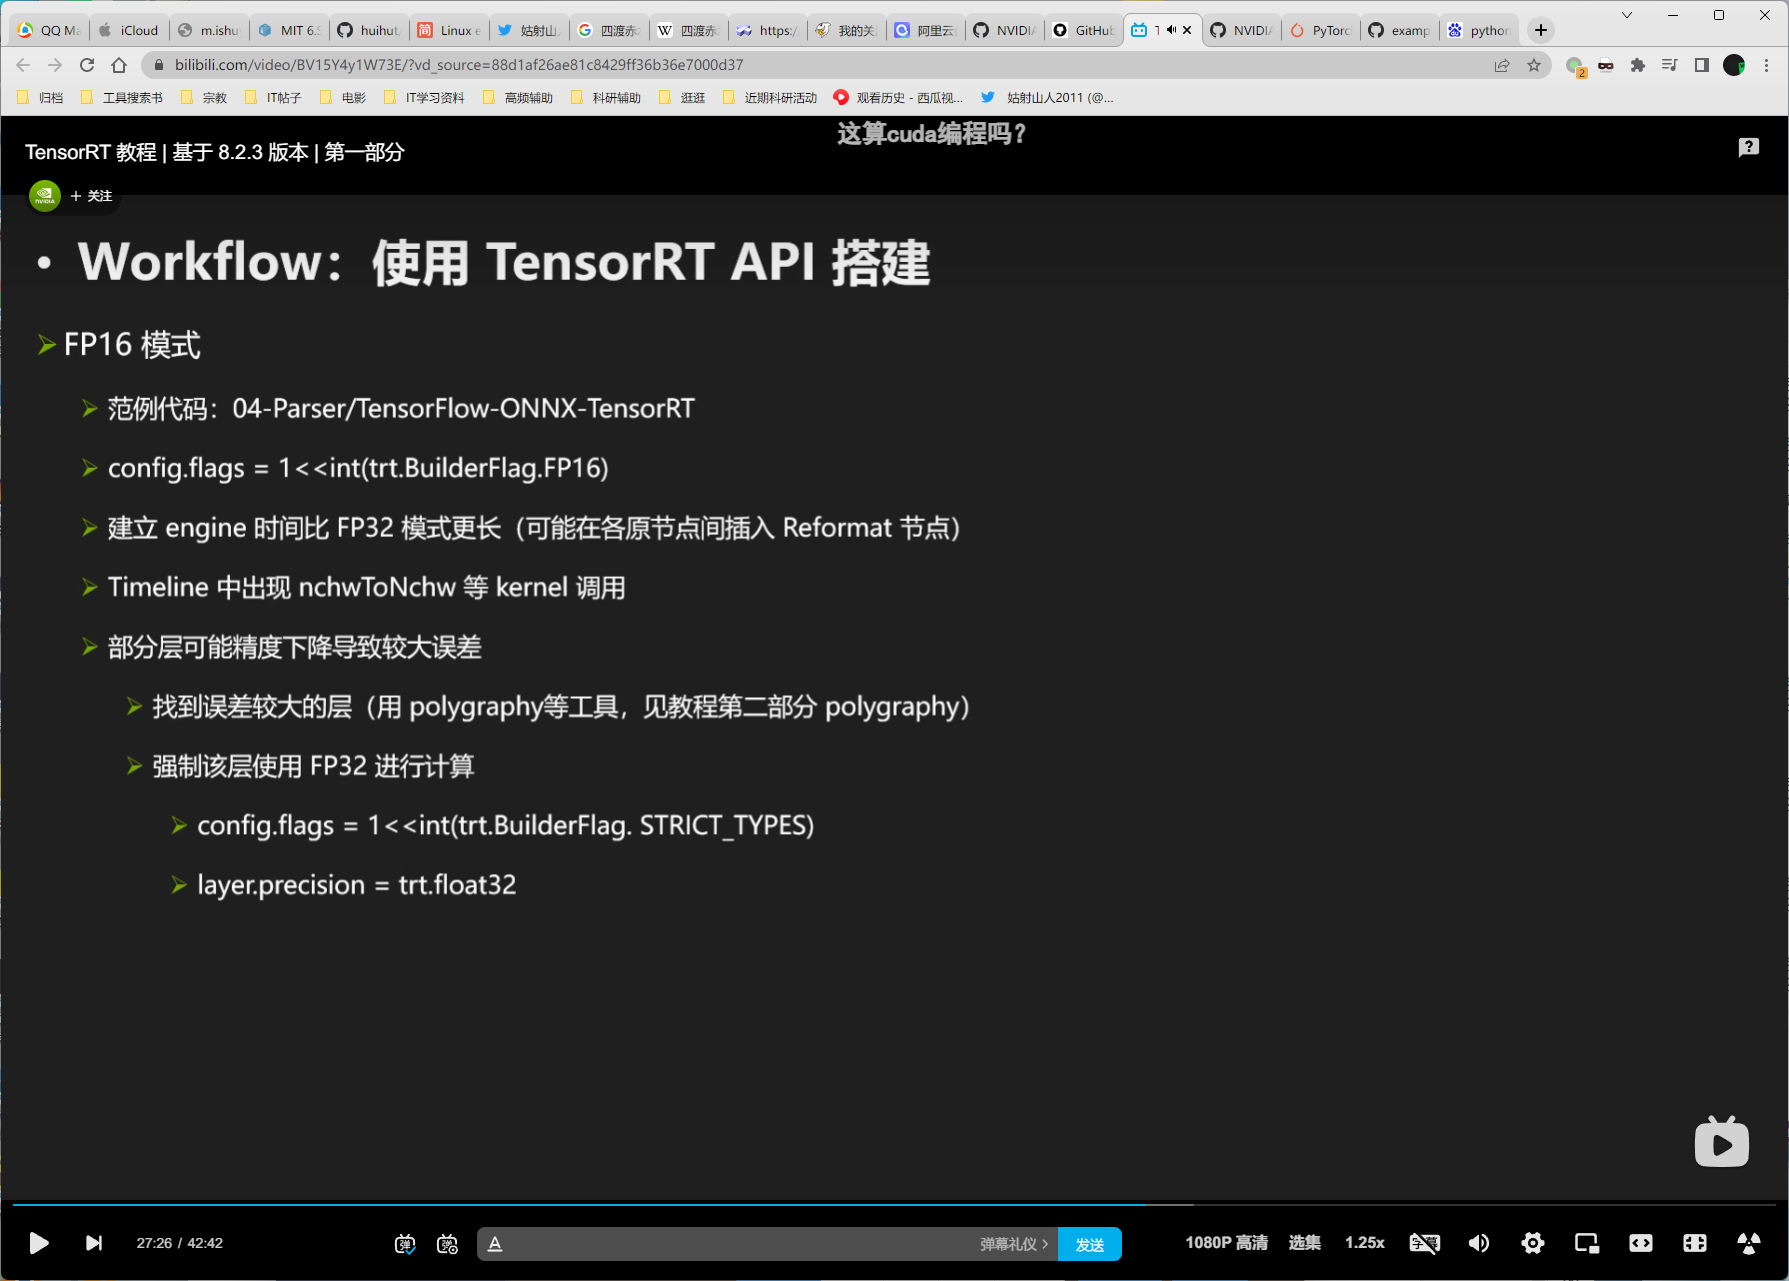 QQ Ma
iCloud
m.ishu
MIT 6.S
huihut
Linux e
姑射山
四渡赤
四渡赤
https:/
我的关
阿里云
NVIDI
GitHub
T
NVIDI
PyTorc
examp
python
bilibili.com/video/BV15Y4y1W73E/?vd_source=88d1af26ae81c8429ff36b36e7000d37
2
归档
工具搜索书
宗教
IT帖子
电影
IT学习资料
高频辅助
科研辅助
逛逛
近期科研活动
观看历史 - 西瓜视...
姑射山人2011 (@...
这算cuda编程吗？
TensorRT 教程 | 基于 8.2.3 版本 | 第一部分
+ 关注
• Workflow：使用 TensorRT API 搭建
FP16 模式
范例代码：04-Parser/TensorFlow-ONNX-TensorRT
config.flags = 1<<int(trt.BuilderFlag.FP16)
建立 engine 时间比 FP32 模式更长（可能在各原节点间插入 Reformat 节点）
Timeline 中出现 nchwToNchw 等 kernel 调用
部分层可能精度下降导致较大误差
找到误差较大的层（用 polygraphy等工具，见教程第二部分 polygraphy）
强制该层使用 FP32 进行计算
config.flags = 1<<int(trt.BuilderFlag. STRICT_TYPES)
layer.precision = trt.float32
27:26 / 42:42
弹幕礼仪 >
发送
1080P 高清
选集
1.25x